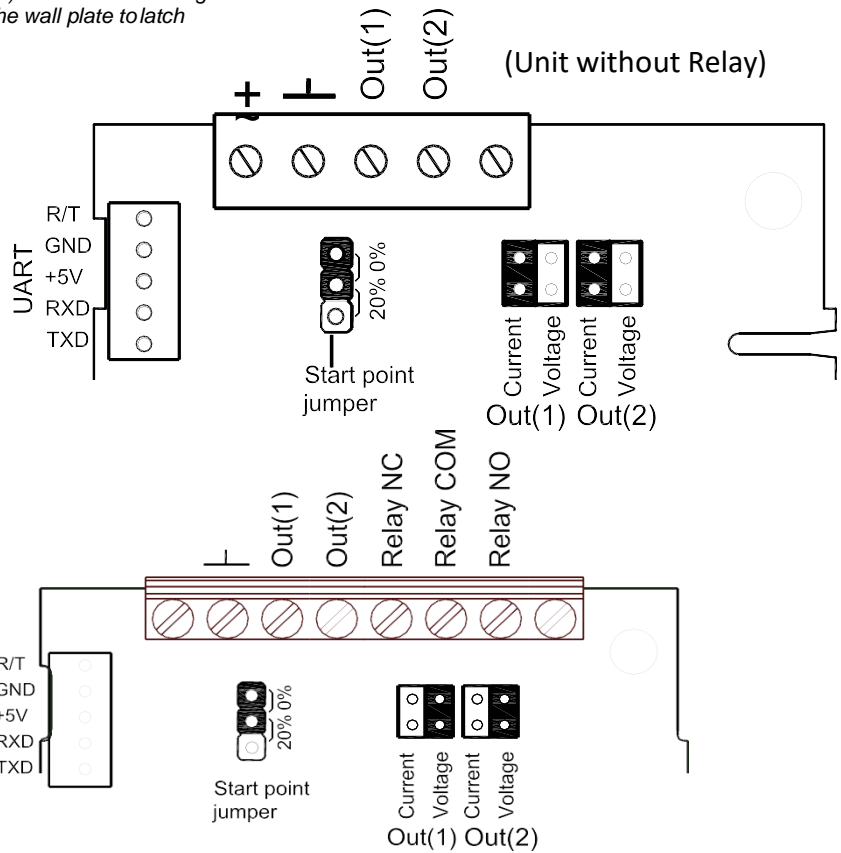 he wall plate to latch
(Unit without Relay)
+
~
Out(1)
Out(2)
UART
R/T
GND
+5V
RXD
TXD
20% 0%
Start point
jumper
Current
Voltage
Current
Voltage
Out(1) Out(2)
Out(1)
Out(2)
Relay NC
Relay COM
Relay NO
R/T
GND
+5V
RXD
TXD
20% 0%
Start point
jumper
Current
Voltage
Current
Voltage
Out(1) Out(2)